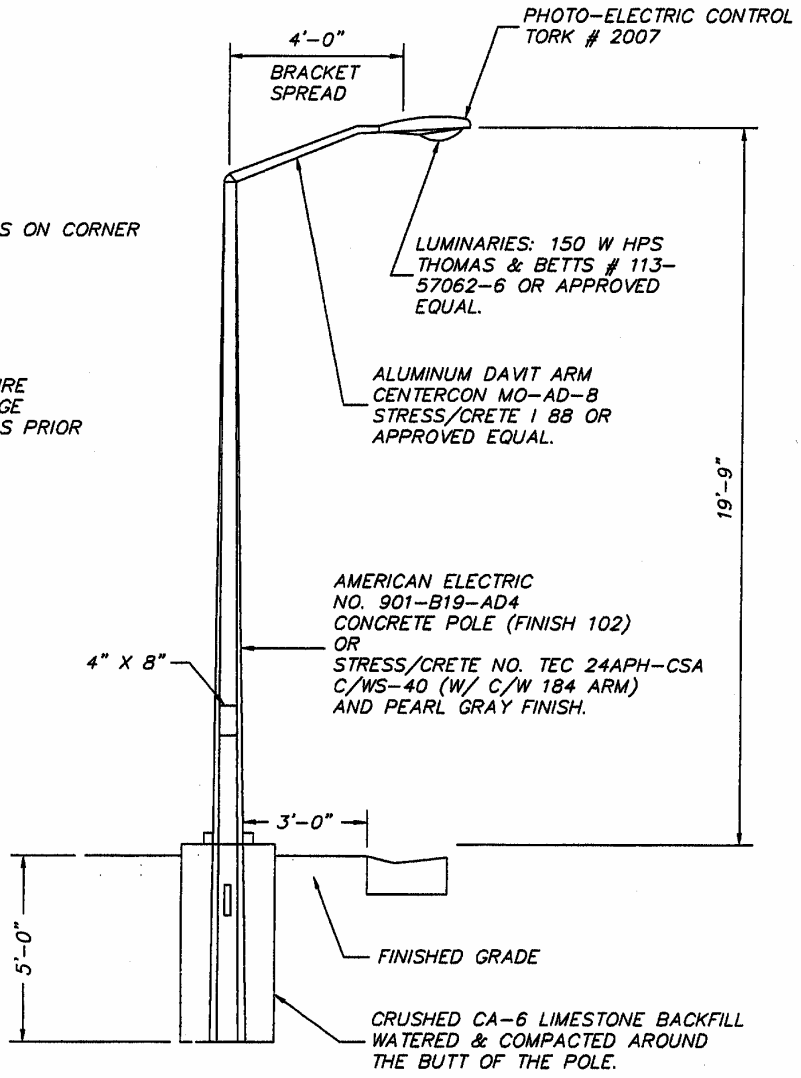 PHOTO-ELECTRIC CONTROL
TORK # 2007
4'-0"
BRACKET
SPREAD
S ON CORNER
LUMINARIES: 150 W HPS
THOMAS & BETTS # 113-
57062-6 OR APPROVED
EQUAL.
IRE
GE
S PRIOR
ALUMINUM DAVIT ARM
CENTERCON MO-AD-8
STRESS/CRETE I 88 OR
APPROVED EQUAL.
19'-9"
AMERICAN ELECTRIC
NO. 901-B19-AD4
CONCRETE POLE (FINISH 102)
OR
STRESS/CRETE NO. TEC 24APH-CSA
C/WS-40 (W/ C/W 184 ARM)
AND PEARL GRAY FINISH.
4" X 8"
3'-0"
5'-0"
FINISHED GRADE
CRUSHED CA-6 LIMESTONE BACKFILL
WATERED & COMPACTED AROUND
THE BUTT OF THE POLE.